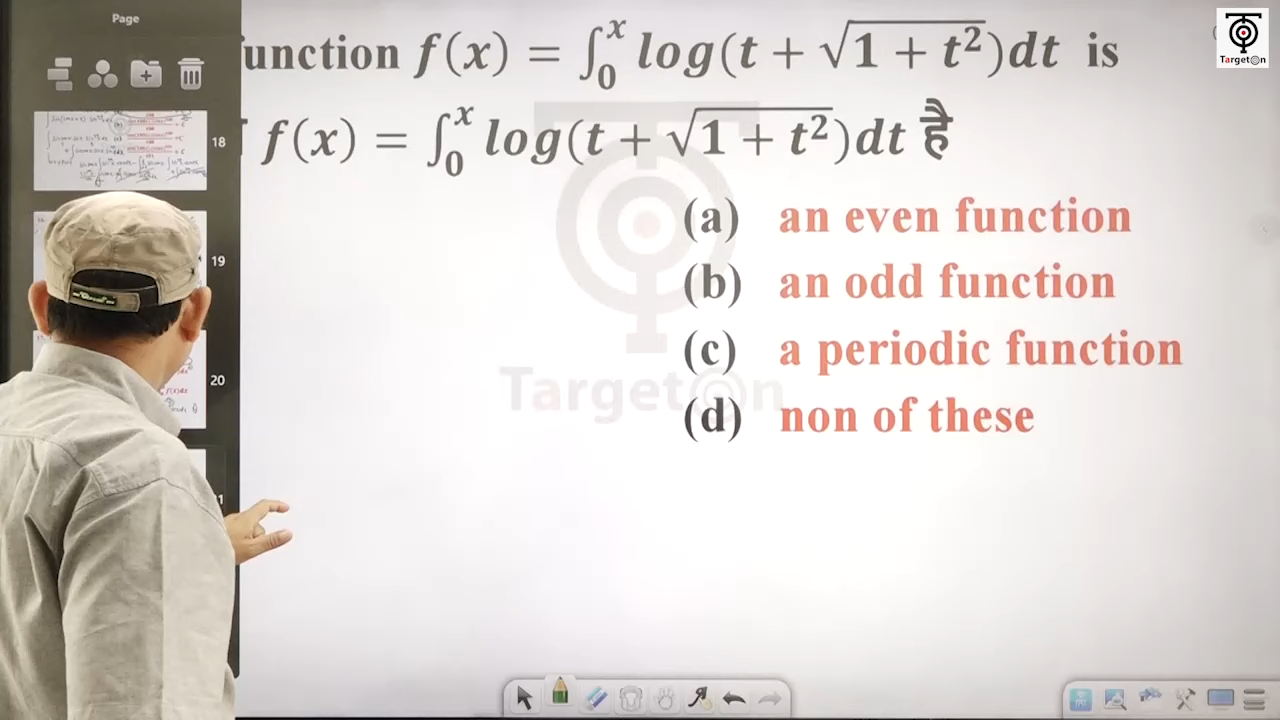 Page
unction f(x) = ∫₀ˣ log(t + √1 + t²)dt is
f(x) = ∫₀ˣ log(t + √1 + t²)dt है
(a) an even function
(b) an odd function
(c) a periodic function
(d) non of these
18
19
20
TargetOn
TargetOn